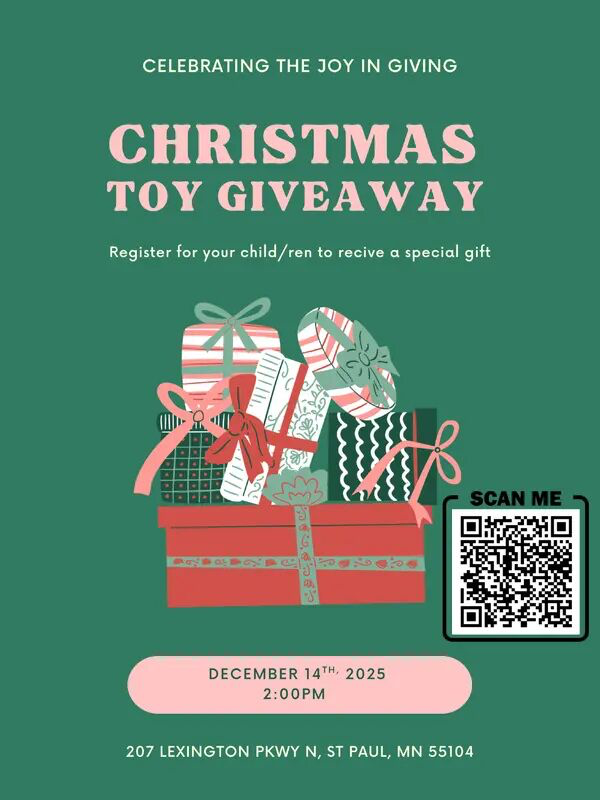 CELEBRATING THE JOY IN GIVING
CHRISTMAS
TOY GIVEAWAY
Register for your child/ren to recive a special gift
SCAN ME
DECEMBER 14TH, 2025
2:00PM
207 LEXINGTON PKWY N, ST PAUL, MN 55104